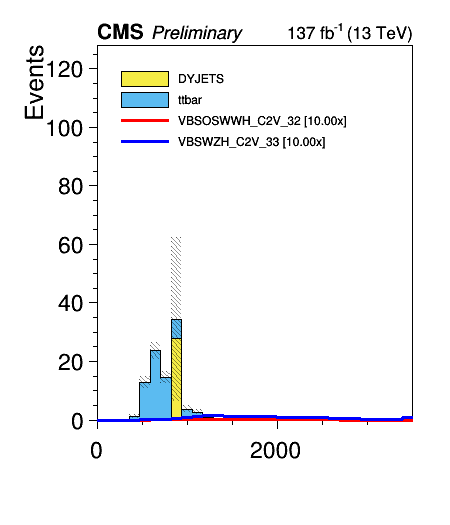 CMS Preliminary 137 fb⁻¹ (13 TeV)
Events
120
100
80
60
40
20
0
DYJETS
ttbar
VBSOSWWH_C2V_32 [10.00x]
VBSWZH_C2V_33 [10.00x]
0 2000